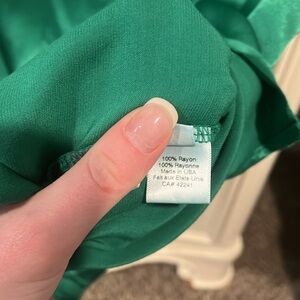 100% Rayon
100% Rayonne
Made in USA
Fait aux Etats-Unis
CA# 42241